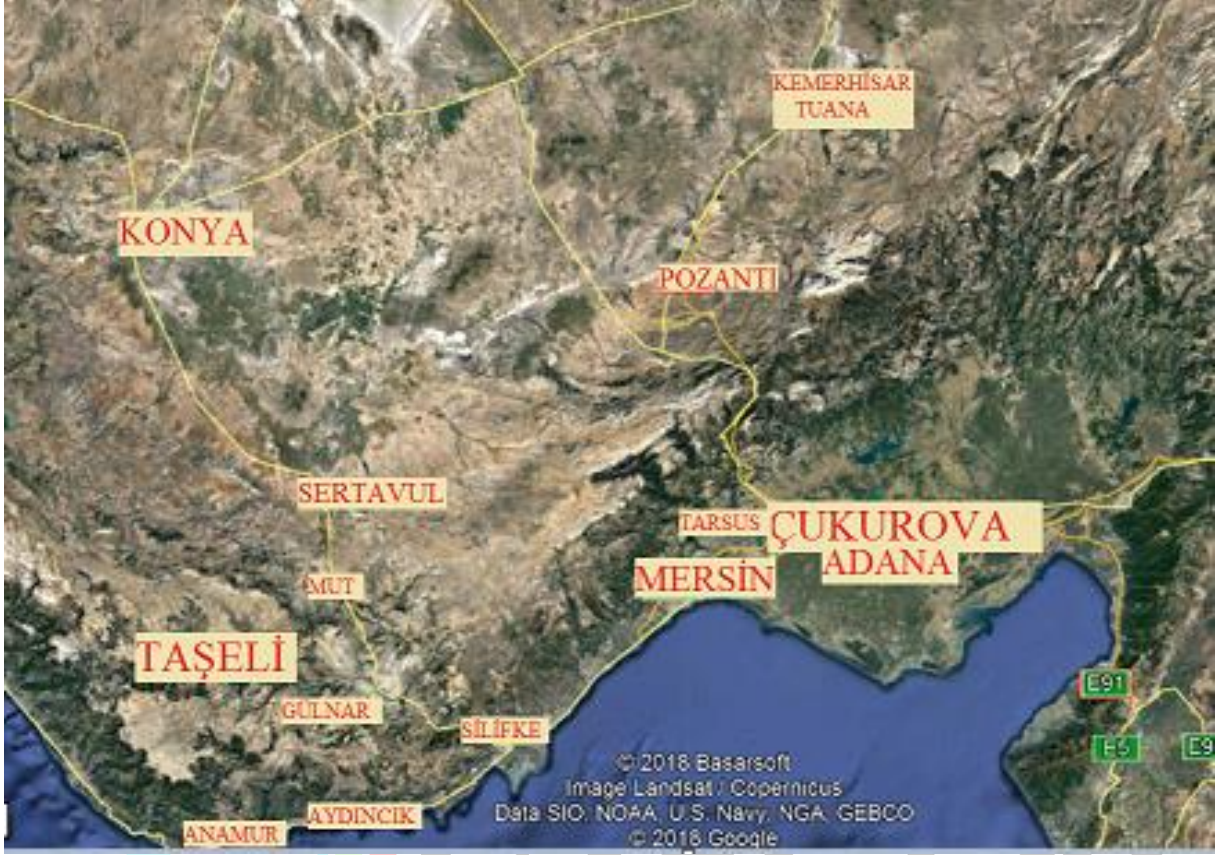 KEMERHİSAR
TUANA
KONYA
POZANTI
SERTAVUL
TARSUS
ÇUKUROVA
ADANA
MERSİN
MUT
TAŞELİ
E91
GÜLNAR
SİLİFKE
E5
E9
© 2018 Basarsoft
Image Landsat / Copernicus
Data SIO, NOAA, U.S. Navy, NGA, GEBCO
© 2018 Google
AYDINCIK
ANAMUR